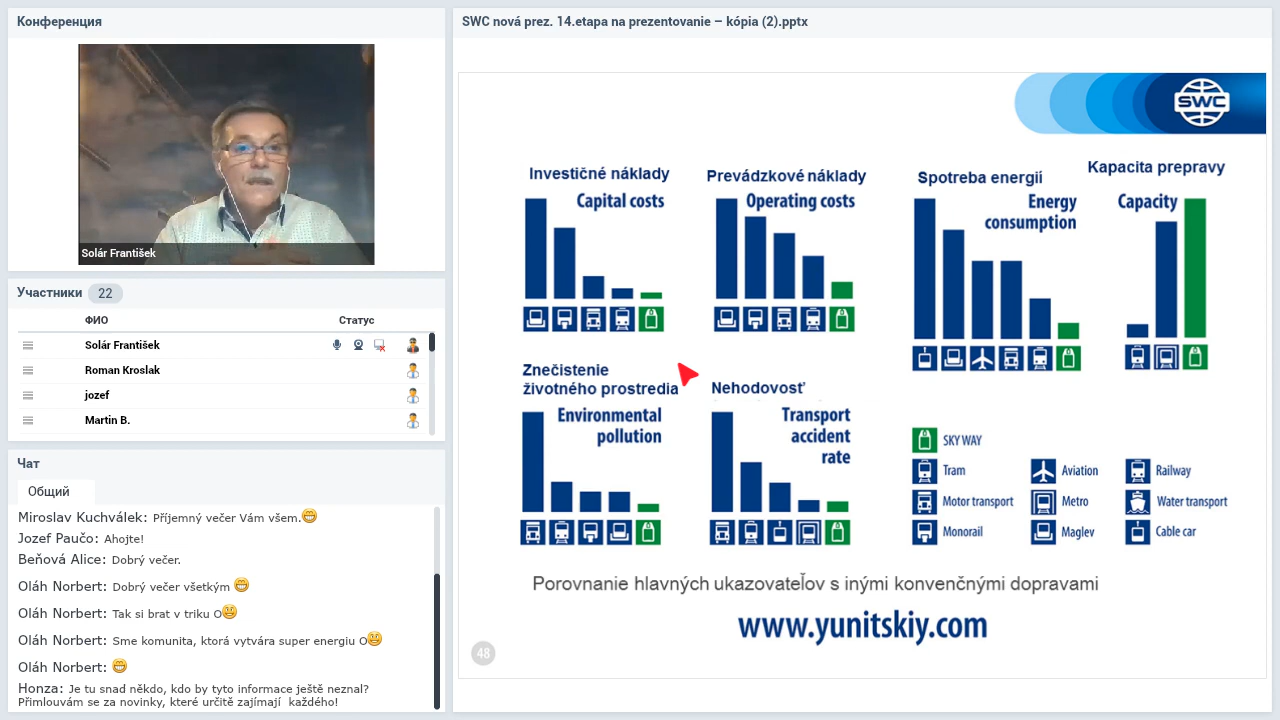 Конференция
Solár František
Участники 22
ФИО Статус
Solár František
Roman Kroslak
jozef
Martin B.
Чат
Общий
Miroslav Kuchválek: Příjemný večer Vám všem.
Jozef Paučo: Ahojte!
Beňová Alice: Dobrý večer.
Oláh Norbert: Dobrý večer všetkým
Oláh Norbert: Tak si brat v triku O
Oláh Norbert: Sme komunita, ktorá vytvára super energiu O
Oláh Norbert:
Honza: Je tu snad někdo, kdo by tyto informace ještě neznal?
Přimlouvám se za novinky, které určitě zajímají každého!
SWC nová prez. 14.etapa na prezentovanie – kópia (2).pptx
SWC
Investičné náklady
Capital costs
Prevádzkové náklady
Operating costs
Spotreba energií
Energy
consumption
Kapacita prepravy
Capacity
Znečistenie
životného prostredia
Environmental
pollution
Nehodovosť
Transport
accident
rate
SKY WAY
Tram
Aviation
Railway
Motor transport
Metro
Water transport
Monorail
Maglev
Cable car
Porovnanie hlavných ukazovateľov s inými konvenčnými dopravami
www.yunitskiy.com
48